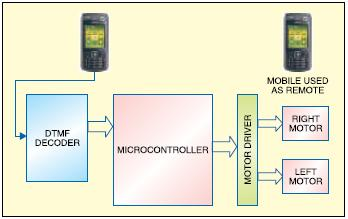 MOBILE USED
AS REMOTE
DTMF
DECODER
MICROCONTROLLER
MOTOR DRIVER
RIGHT
MOTOR
LEFT
MOTOR